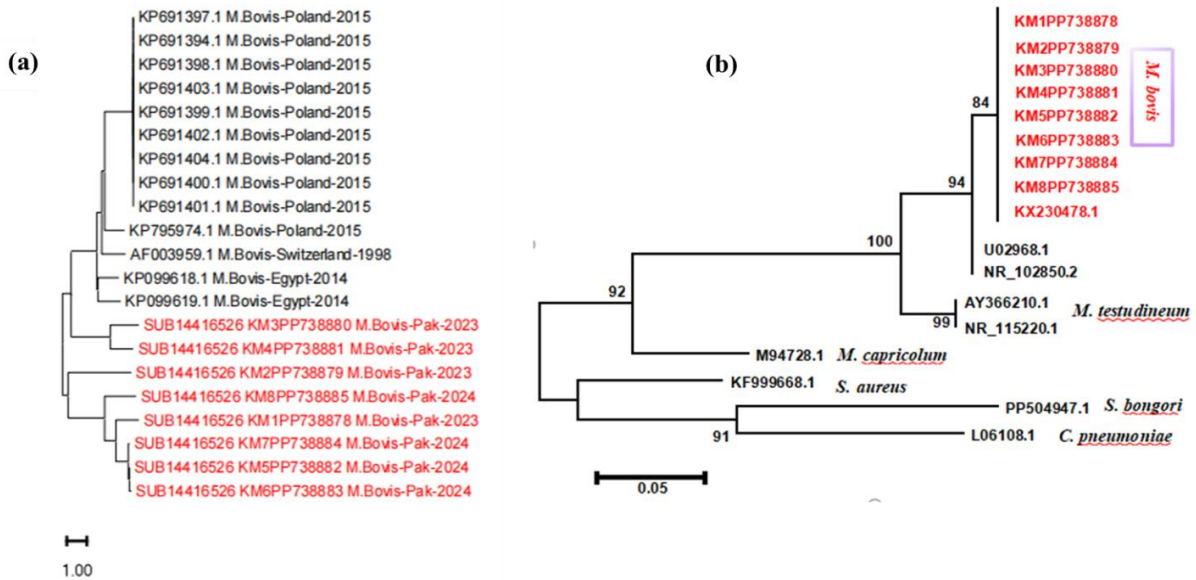 (a)
KP691397.1 M.Bovis-Poland-2015
KP691394.1 M.Bovis-Poland-2015
KP691398.1 M.Bovis-Poland-2015
KP691403.1 M.Bovis-Poland-2015
KP691399.1 M.Bovis-Poland-2015
KP691402.1 M.Bovis-Poland-2015
KP691404.1 M.Bovis-Poland-2015
KP691400.1 M.Bovis-Poland-2015
KP691401.1 M.Bovis-Poland-2015
KP795974.1 M.Bovis-Poland-2015
AF003959.1 M.Bovis-Switzerland-1998
KP099618.1 M.Bovis-Egypt-2014
KP099619.1 M.Bovis-Egypt-2014
SUB14416526 KM3PP738880 M.Bovis-Pak-2023
SUB14416526 KM4PP738881 M.Bovis-Pak-2023
SUB14416526 KM2PP738879 M.Bovis-Pak-2023
SUB14416526 KM8PP738885 M.Bovis-Pak-2024
SUB14416526 KM1PP738878 M.Bovis-Pak-2023
SUB14416526 KM7PP738884 M.Bovis-Pak-2024
SUB14416526 KM5PP738882 M.Bovis-Pak-2024
SUB14416526 KM6PP738883 M.Bovis-Pak-2024
1.00
(b)
KM1PP738878
KM2PP738879
KM3PP738880
KM4PP738881
KM5PP738882
KM6PP738883
KM7PP738884
KM8PP738885
KX230478.1
M. bovis
84
94
U02968.1
NR_102850.2
100
AY366210.1
NR_115220.1
M. testudineum
99
92
M94728.1 M. capricolum
KF999668.1 S. aureus
PP504947.1 S. bongori
91
L06108.1 C. pneumoniae
0.05